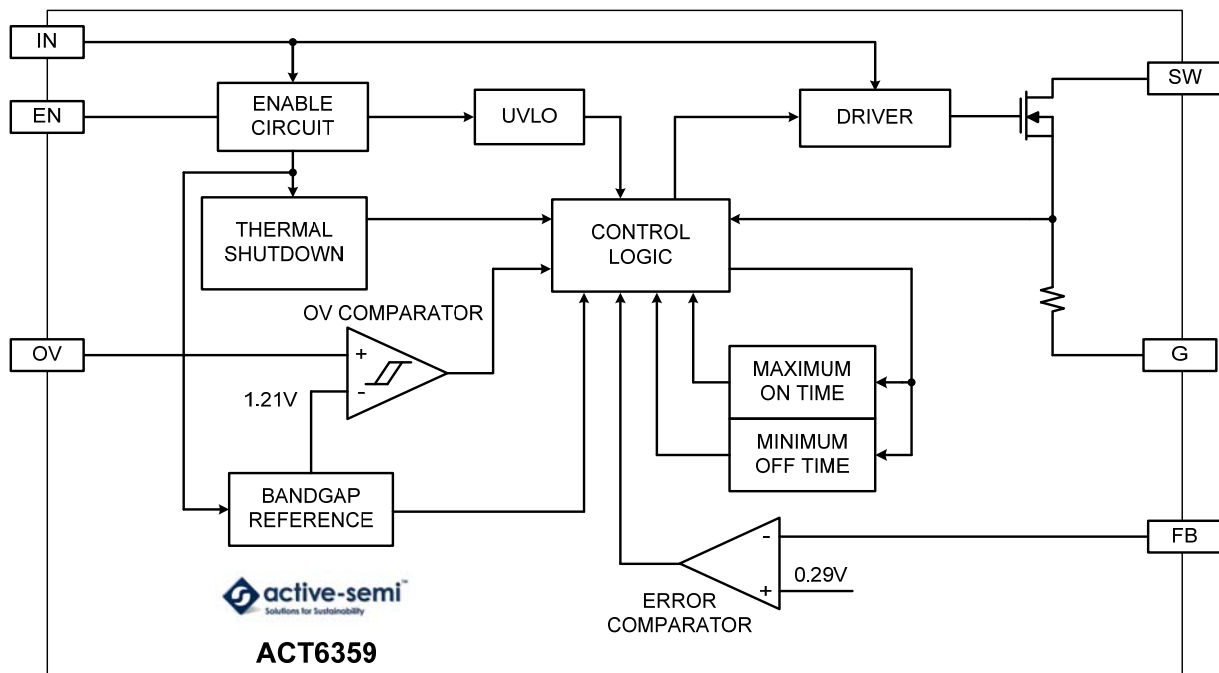 IN
SW
EN
ENABLE
CIRCUIT
UVLO
DRIVER
THERMAL
SHUTDOWN
CONTROL
LOGIC
OV COMPARATOR
OV
+
-
1.21V
G
MAXIMUM
ON TIME
MINIMUM
OFF TIME
BANDGAP
REFERENCE
FB
-
+
0.29V
ERROR
COMPARATOR
active-semi™
Solutions for Sustainability
ACT6359